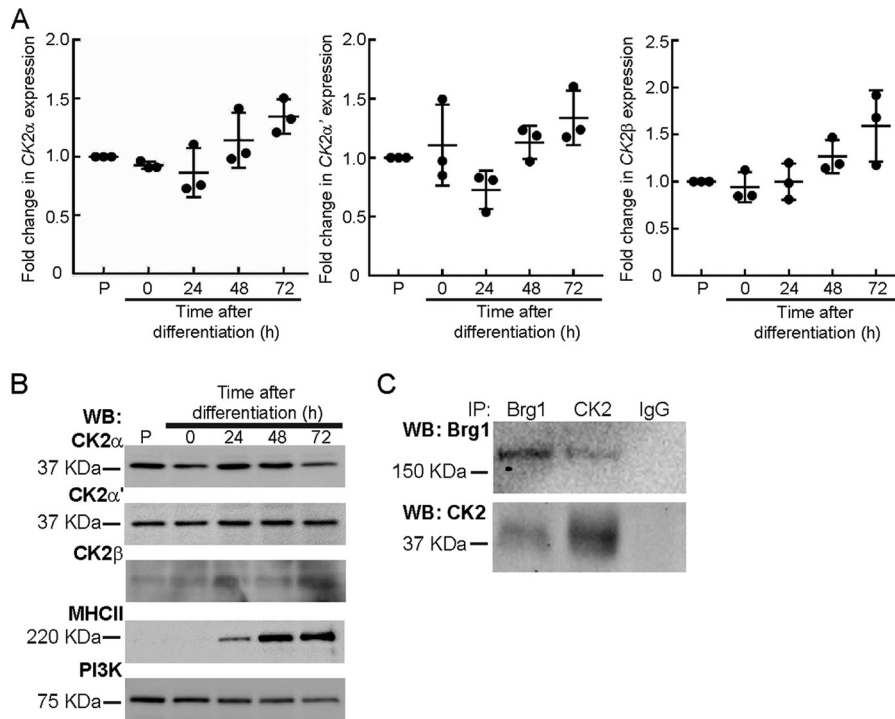 A
Fold change in CK2α expression
2.0
1.5
1.0
0.5
0
P
0
24
48
72
Time after
differentiation (h)
Fold change in CK2α’ expression
2.0
1.5
1.0
0.5
0
P
0
24
48
72
Time after
differentiation (h)
Fold change in CK2β expression
2.5
2.0
1.5
1.0
0.5
0
P
0
24
48
72
Time after
differentiation (h)
B
Time after
differentiation (h)
WB:
CK2α P 0 24 48 72
37 KDa
CK2α'
37 KDa
CK2β
MHCII
220 KDa
PI3K
75 KDa
C
IP: Brg1 CK2 IgG
WB: Brg1
150 KDa
WB: CK2
37 KDa